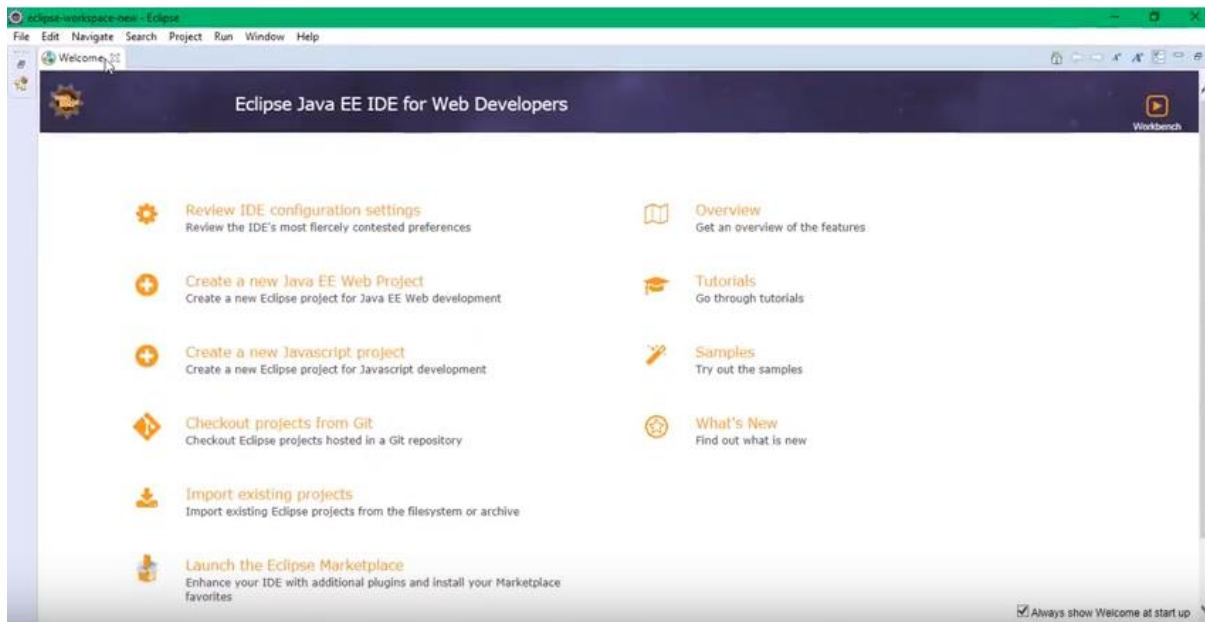 eclipse-workspace-new - Eclipse
File Edit Navigate Search Project Run Window Help
Welcome
Eclipse Java EE IDE for Web Developers
Workbench
Review IDE configuration settings
Review the IDE's most fiercely contested preferences
Create a new Java EE Web Project
Create a new Eclipse project for Java EE Web development
Create a new Javascript project
Create a new Eclipse project for Javascript development
Checkout projects from Git
Checkout Eclipse projects hosted in a Git repository
Import existing projects
Import existing Eclipse projects from the filesystem or archive
Launch the Eclipse Marketplace
Enhance your IDE with additional plugins and install your Marketplace
favorites
Overview
Get an overview of the features
Tutorials
Go through tutorials
Samples
Try out the samples
What's New
Find out what is new
Always show Welcome at start up